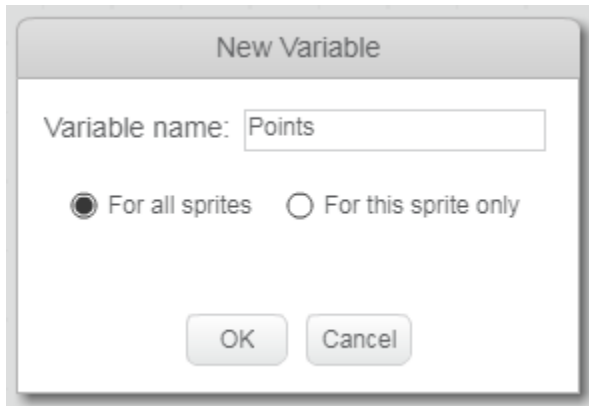 New Variable
Variable name: Points
For all sprites For this sprite only
OK Cancel